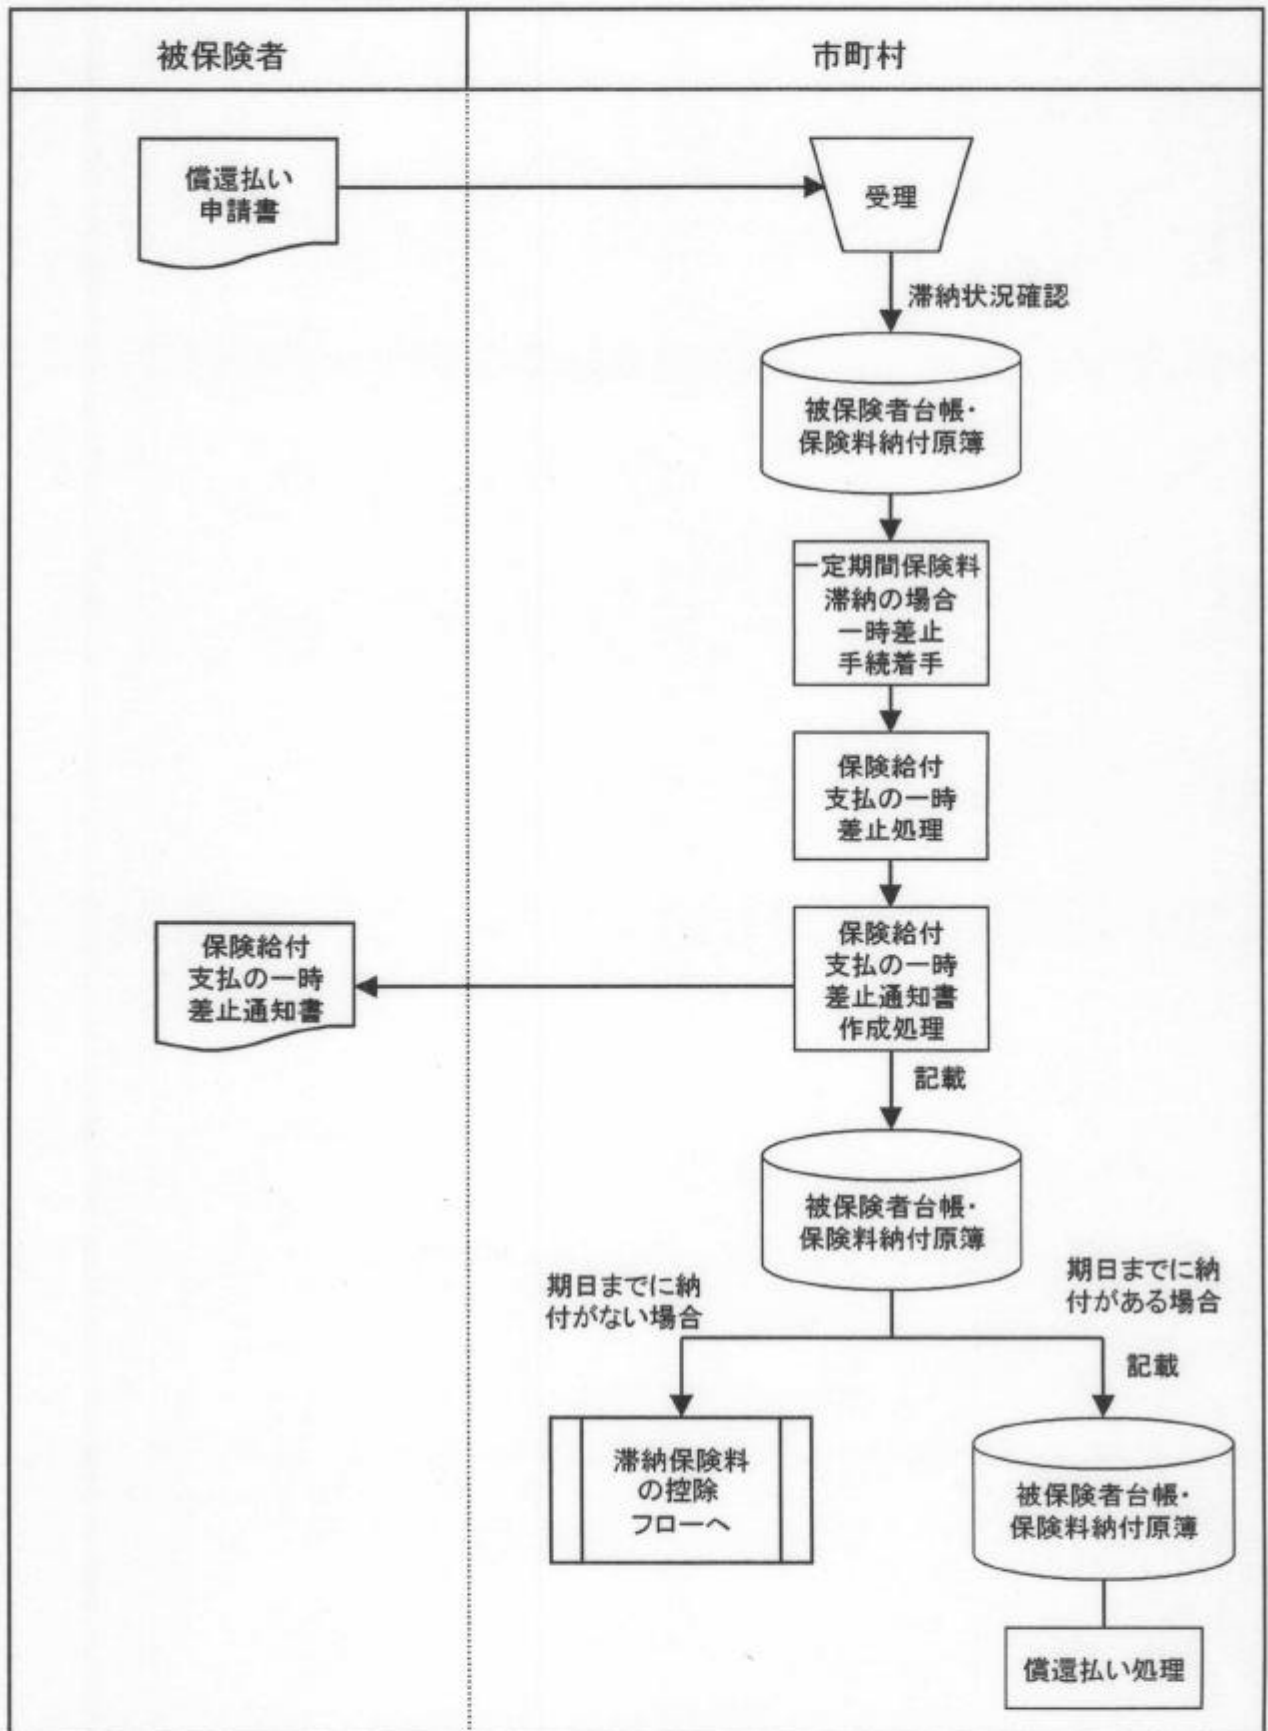 被保険者
市町村
償還払い
申請書
受理
滞納状況確認
被保険者台帳・
保険料納付原簿
一定期間保険料
滞納の場合
一時差止
手続着手
保険給付
支払の一時
差止処理
保険給付
支払の一時
差止通知書
保険給付
支払の一時
差止通知書
作成処理
記載
被保険者台帳・
保険料納付原簿
期日までに納
付がない場合
期日までに納
付がある場合
記載
滞納保険料
の控除
フローへ
被保険者台帳・
保険料納付原簿
償還払い処理